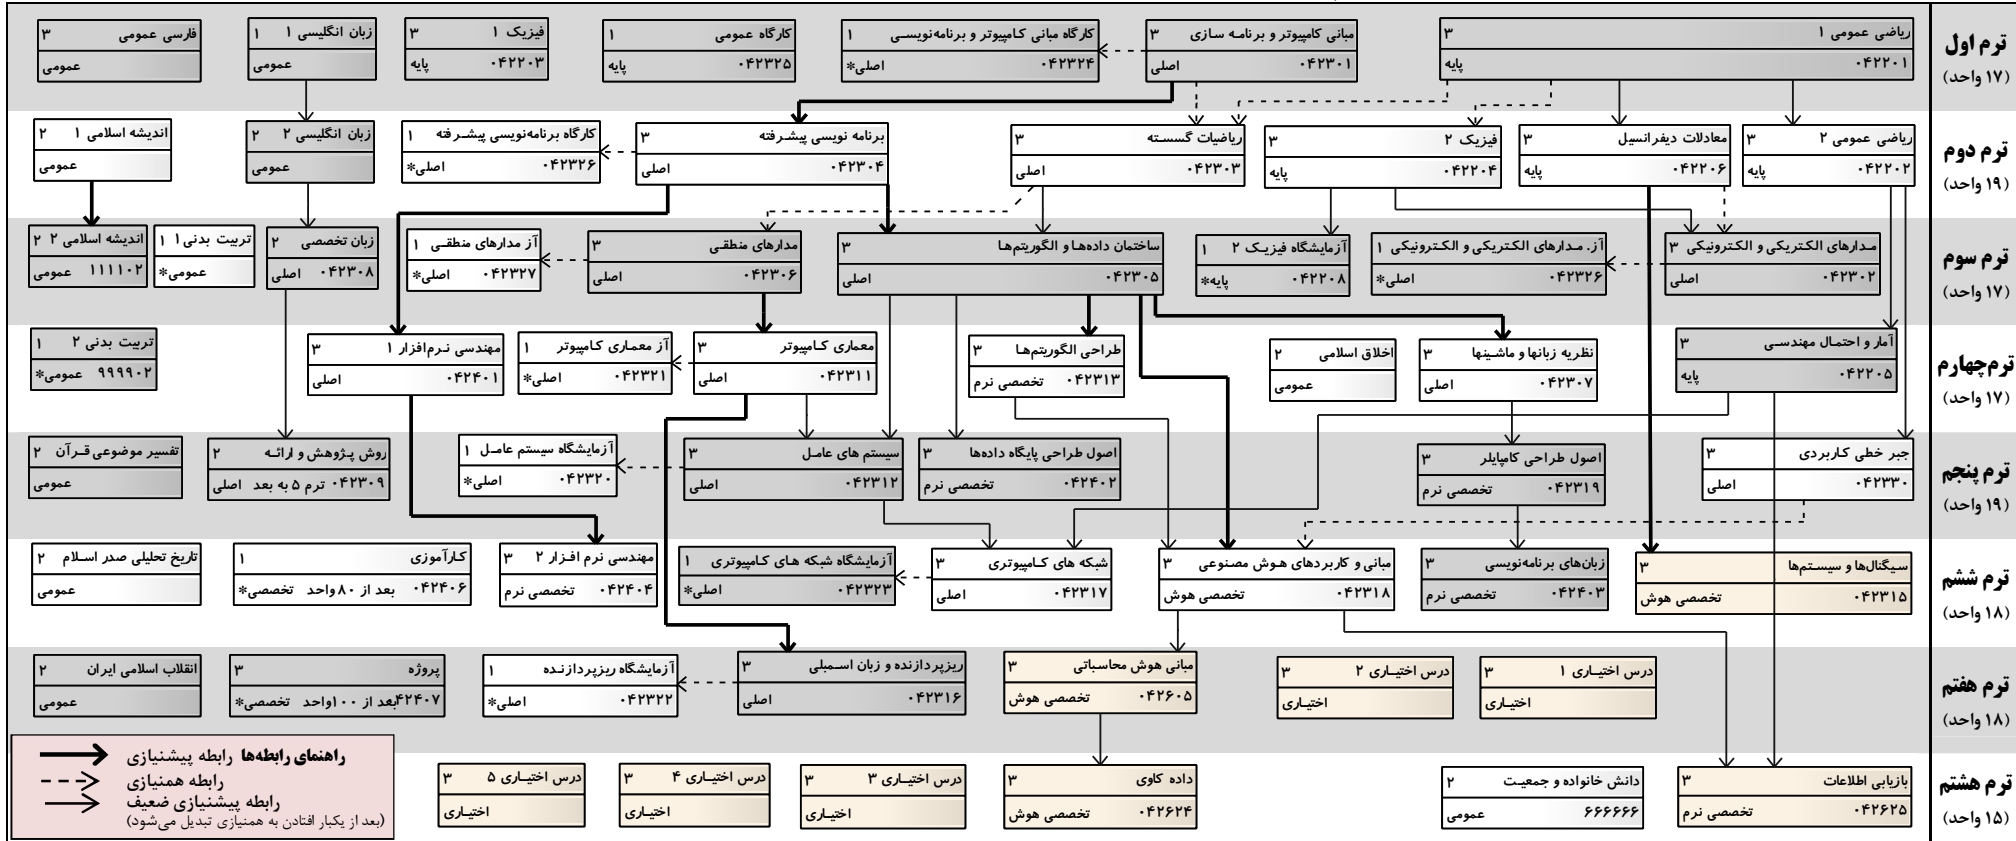 ترم اول
(۱۷ واحد)
ریاضی عمومی ۱ ۳
۰۴۲۲۰۱ پایه
مبانی کامپیوتر و برنامه سازی ۳
۰۴۲۳۰۱ اصلی
کارگاه مبانی کامپیوتر و برنامه‌نویسی ۱
۰۴۲۳۲۴ اصلی*
کارگاه عمومی ۱
۰۴۲۳۲۵ پایه
فیزیک ۱ ۳
۰۴۲۲۰۳ پایه
زبان انگلیسی ۱ ۱
عمومی
فارسی عمومی ۳
عمومی
ترم دوم
(۱۹ واحد)
ریاضی عمومی ۲ ۳
۰۴۲۲۰۲ پایه
معادلات دیفرانسیل ۳
۰۴۲۲۰۶ پایه
فیزیک ۲ ۳
۰۴۲۲۰۴ پایه
ریاضیات گسسته ۳
۰۴۲۳۰۳ اصلی
برنامه نویسی پیشرفته ۳
۰۴۲۳۰۴ اصلی
کارگاه برنامه‌نویسی پیشرفته ۱
۰۴۲۳۲۶ اصلی*
زبان انگلیسی ۲ ۲
عمومی
اندیشه اسلامی ۱ ۲
عمومی
ترم سوم
(۱۷ واحد)
مدارهای الکتریکی و الکترونیکی ۳
۰۴۲۳۰۲ اصلی
آز. مدارهای الکتریکی و الکترونیکی ۱
۰۴۲۳۲۶ اصلی*
آزمایشگاه فیزیک ۲ ۱
۰۴۲۲۰۸ پایه*
ساختمان داده‌ها و الگوریتم‌ها ۳
۰۴۲۳۰۵ اصلی
مدارهای منطقی ۳
۰۴۲۳۰۶ اصلی
آز مدارهای منطقی ۱
۰۴۲۳۲۷ اصلی*
زبان تخصصی ۲
۰۴۲۳۰۸ اصلی
تربیت بدنی۱ ۱
عمومی*
اندیشه اسلامی ۲ ۲
۱۱۱۱۰۲ عمومی
ترم‌چهارم
(۱۷ واحد)
آمار و احتمال مهندسی ۳
۰۴۲۲۰۵ پایه
نظریه زبانها و ماشینها ۳
۰۴۲۳۰۷ اصلی
اخلاق اسلامی ۲
عمومی
طراحی الگوریتم‌ها ۳
۰۴۲۳۱۳ تخصصی نرم
معماری کامپیوتر ۳
۰۴۲۳۱۱ اصلی
آز معماری کامپیوتر ۱
۰۴۲۳۲۱ اصلی*
مهندسی نرم‌افزار ۱ ۳
۰۴۲۴۰۱ اصلی
تربیت بدنی ۲ ۱
۹۹۹۹۰۲ عمومی*
ترم پنجم
(۱۹ واحد)
جبر خطی کاربردی ۳
۰۴۲۳۳۰ اصلی
اصول طراحی کامپایلر ۳
۰۴۲۳۱۹ تخصصی نرم
اصول طراحی پایگاه داده‌ها ۳
۰۴۲۴۰۲ تخصصی نرم
سیستم های عامل ۳
۰۴۲۳۱۲ اصلی
آزمایشگاه سیستم عامل ۱
۰۴۲۳۲۰ اصلی*
روش پژوهش و ارائه ۲
۰۴۲۳۰۹ ترم ۵ به بعد اصلی
تفسیر موضوعی قرآن ۲
عمومی
ترم ششم
(۱۸ واحد)
سیگنال‌ها و سیستم‌ها ۳
۰۴۲۳۱۵ تخصصی هوش
زبان‌های برنامه‌نویسی ۳
۰۴۲۴۰۳ تخصصی نرم
مبانی و کاربردهای هوش مصنوعی ۳
۰۴۲۳۱۸ تخصصی هوش
شبکه های کامپیوتری ۳
۰۴۲۳۱۷ اصلی
آزمایشگاه شبکه های کامپیوتری ۱
۰۴۲۳۲۳ اصلی*
مهندسی نرم افزار ۲ ۳
۰۴۲۴۰۴ تخصصی نرم
کارآموزی ۱
۰۴۲۴۰۶ بعد از ۸۰ واحد تخصصی*
تاریخ تحلیلی صدر اسلام ۲
عمومی
ترم هفتم
(۱۸ واحد)
درس اختیاری ۱ ۳
اختیاری
درس اختیاری ۲ ۳
اختیاری
مبانی هوش محاسباتی ۳
۰۴۲۶۰۵ تخصصی هوش
ریزپردازنده و زبان اسمبلی ۳
۰۴۲۳۱۶ اصلی
آزمایشگاه ریزپردازنده ۱
۰۴۲۳۲۲ اصلی*
پروژه ۳
۴۲۴۰۷بعد از ۱۰۰واحد تخصصی*
انقلاب اسلامی ایران ۲
عمومی
ترم هشتم
(۱۵ واحد)
بازیابی اطلاعات ۳
۰۴۲۶۲۵ تخصصی نرم
دانش خانواده و جمعیت ۲
۶۶۶۶۶۶ عمومی
داده کاوی ۳
۰۴۲۶۲۴ تخصصی هوش
درس اختیاری ۳ ۳
اختیاری
درس اختیاری ۴ ۳
اختیاری
درس اختیاری ۵ ۳
اختیاری
راهنمای رابطه‌ها رابطه پیشنیازی
رابطه همنیازی
رابطه پیشنیازی ضعیف
(بعد از یکبار افتادن به همنیازی تبدیل می‌شود)